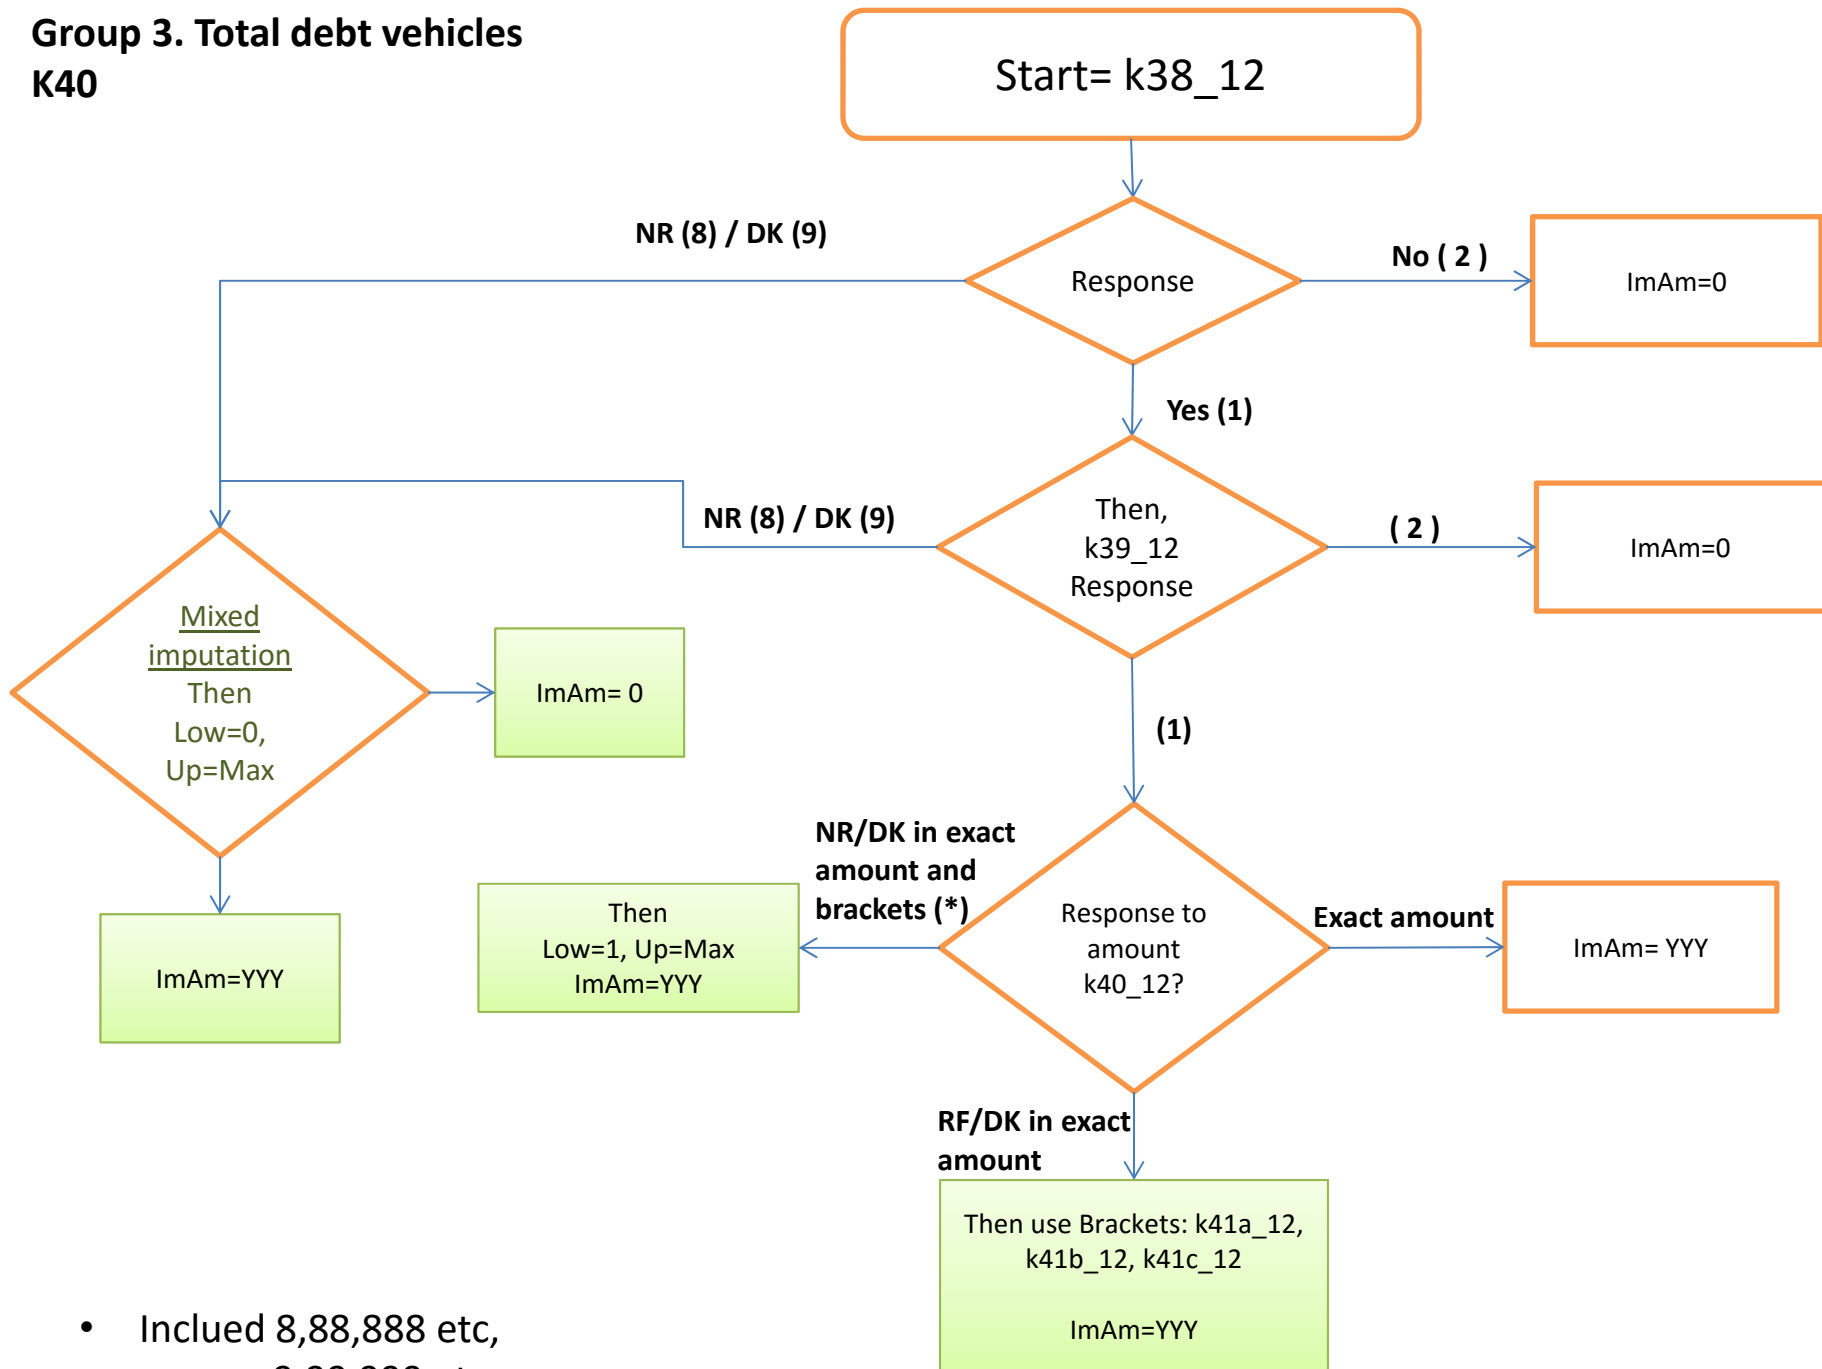 Group 3. Total debt vehicles
K40
Start= k38_12
NR (8) / DK (9)
Response
No ( 2 )
ImAm=0
Yes (1)
NR (8) / DK (9)
Then,
k39_12
Response
( 2 )
ImAm=0
Mixed
imputation
Then
Low=0,
Up=Max
ImAm= 0
(1)
NR/DK in exact
amount and
brackets (*)
Then
Low=1, Up=Max
ImAm=YYY
Response to
amount
k40_12?
Exact amount
ImAm= YYY
ImAm=YYY
RF/DK in exact
amount
Then use Brackets: k41a_12,
k41b_12, k41c_12
ImAm=YYY
• Inclued 8,88,888 etc,